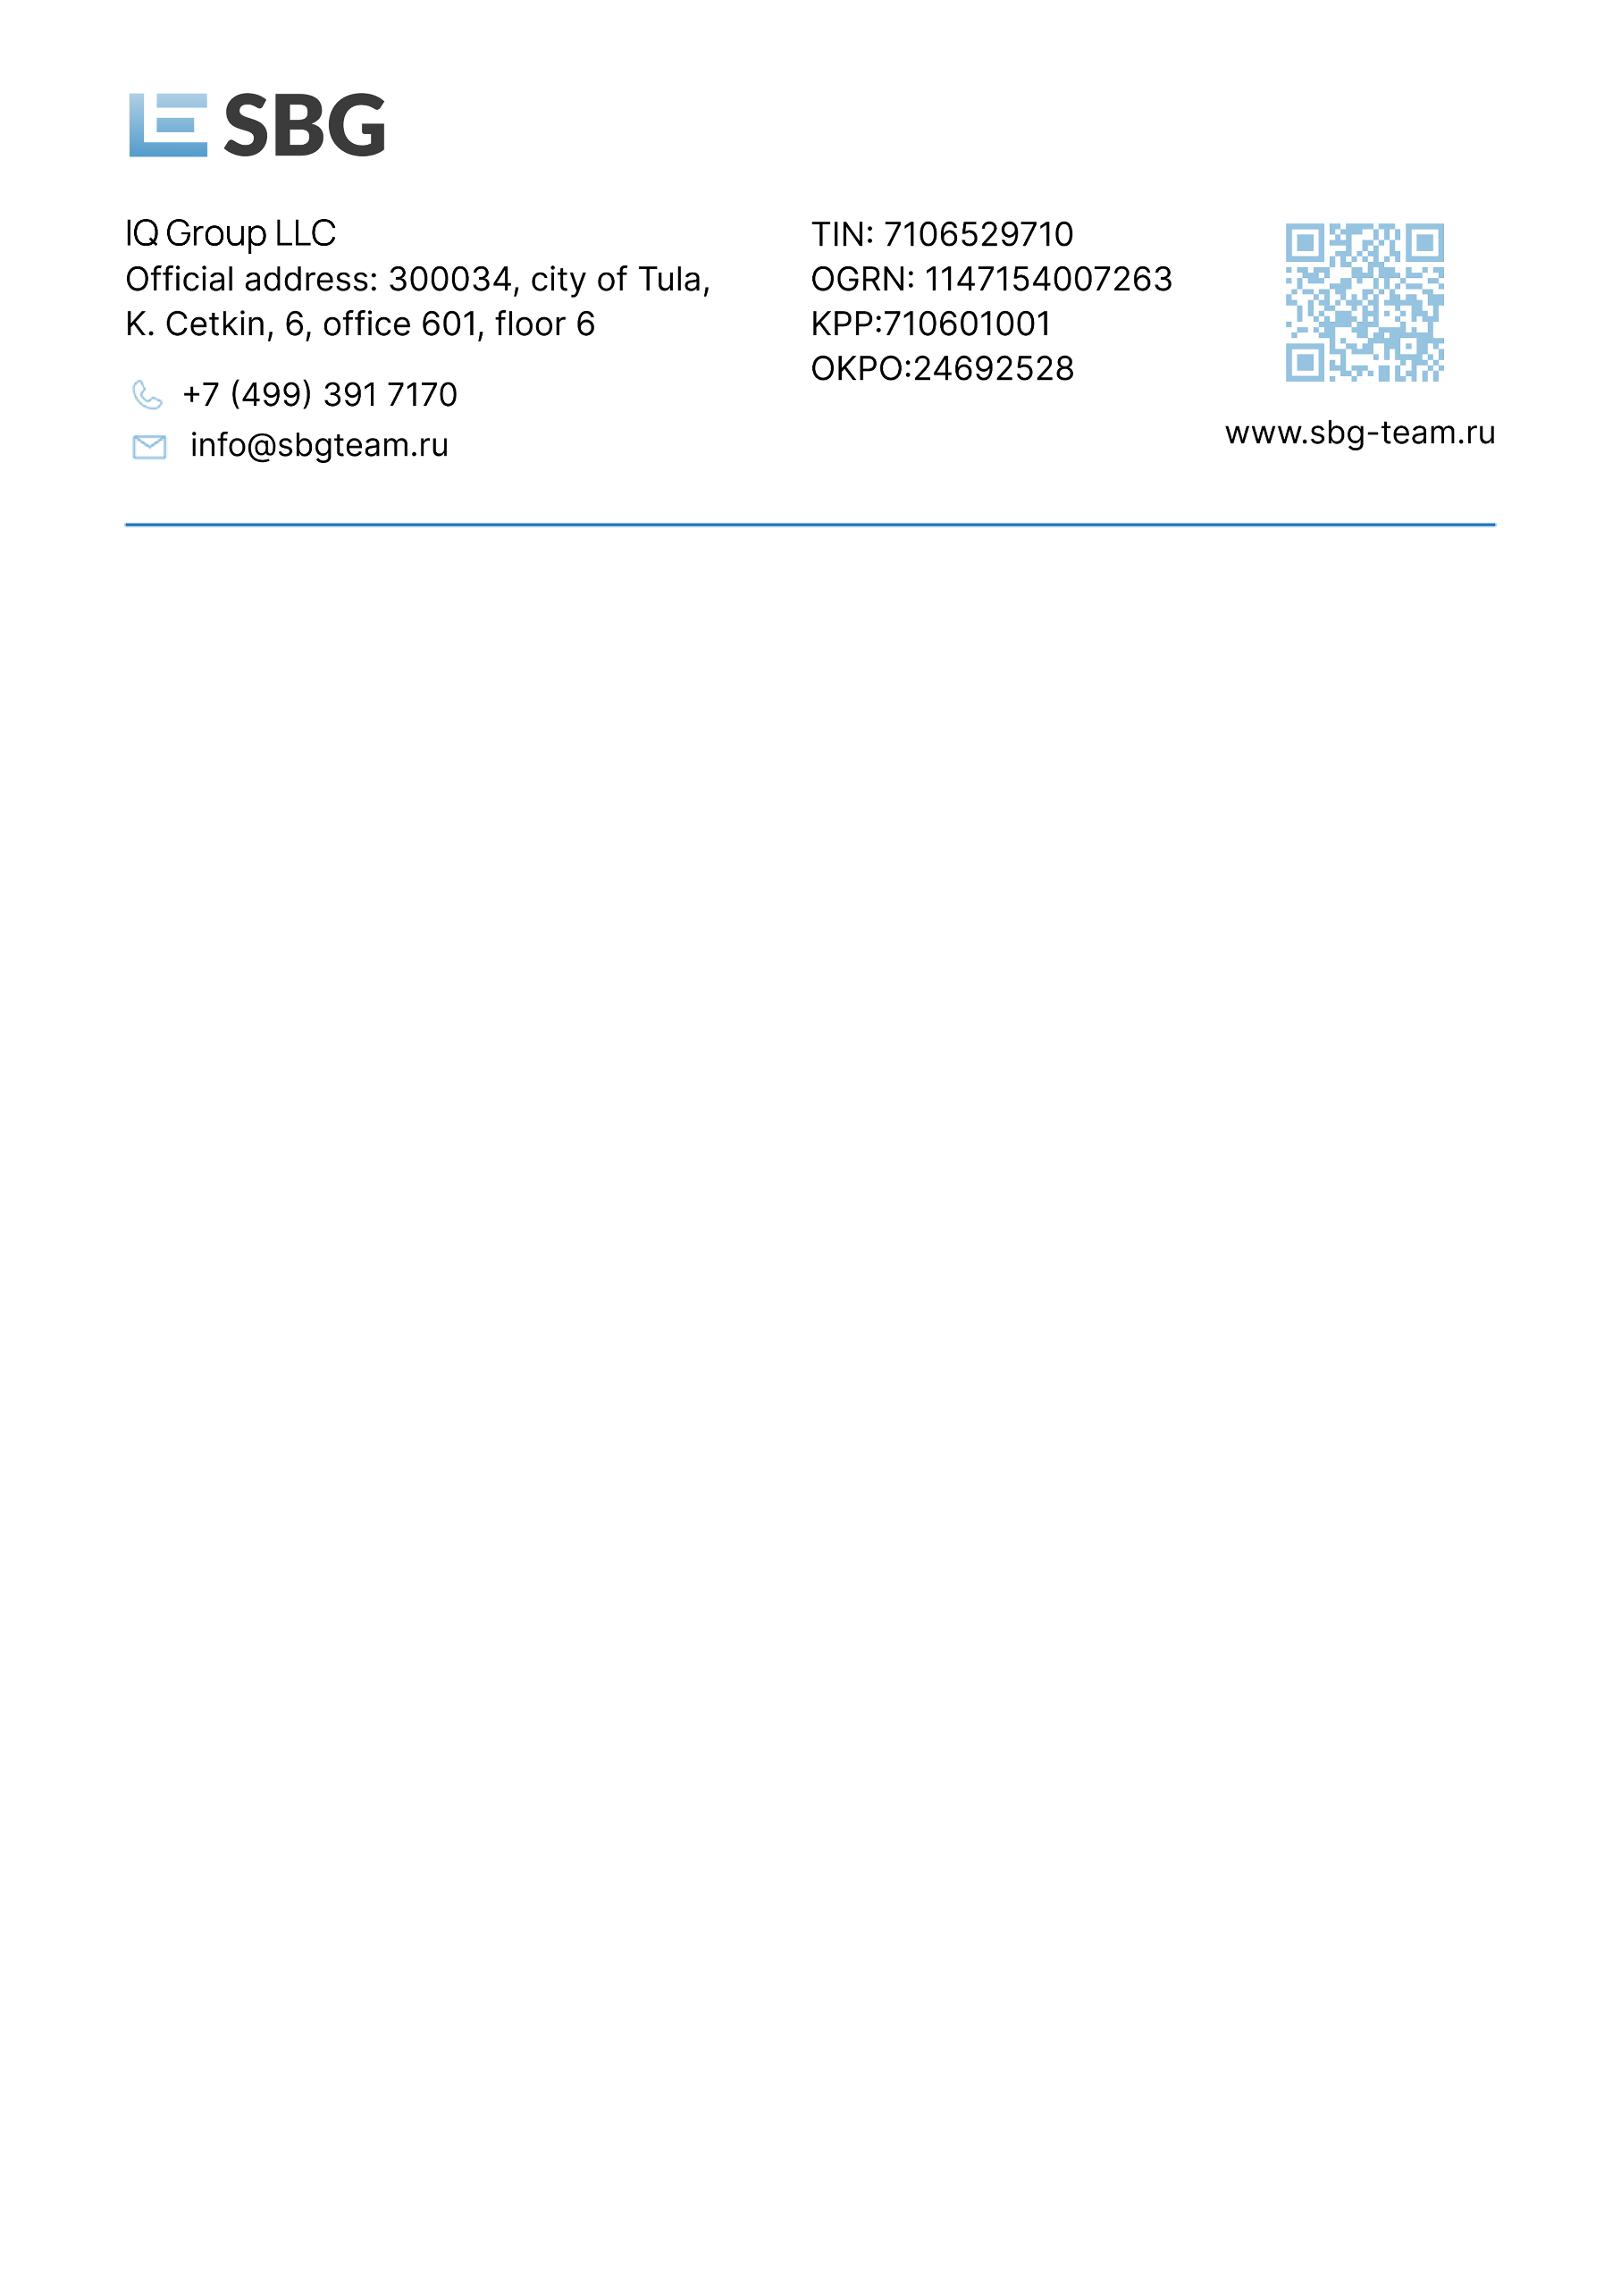 SBG
IQ Group LLC
Official address: 300034, city of Tula,
K. Cetkin, 6, office 601, floor 6
+7 (499) 391 7170
info@sbgteam.ru
TIN: 7106529710
OGRN: 1147154007263
KPP:710601001
OKPO:24692528
www.sbg-team.ru